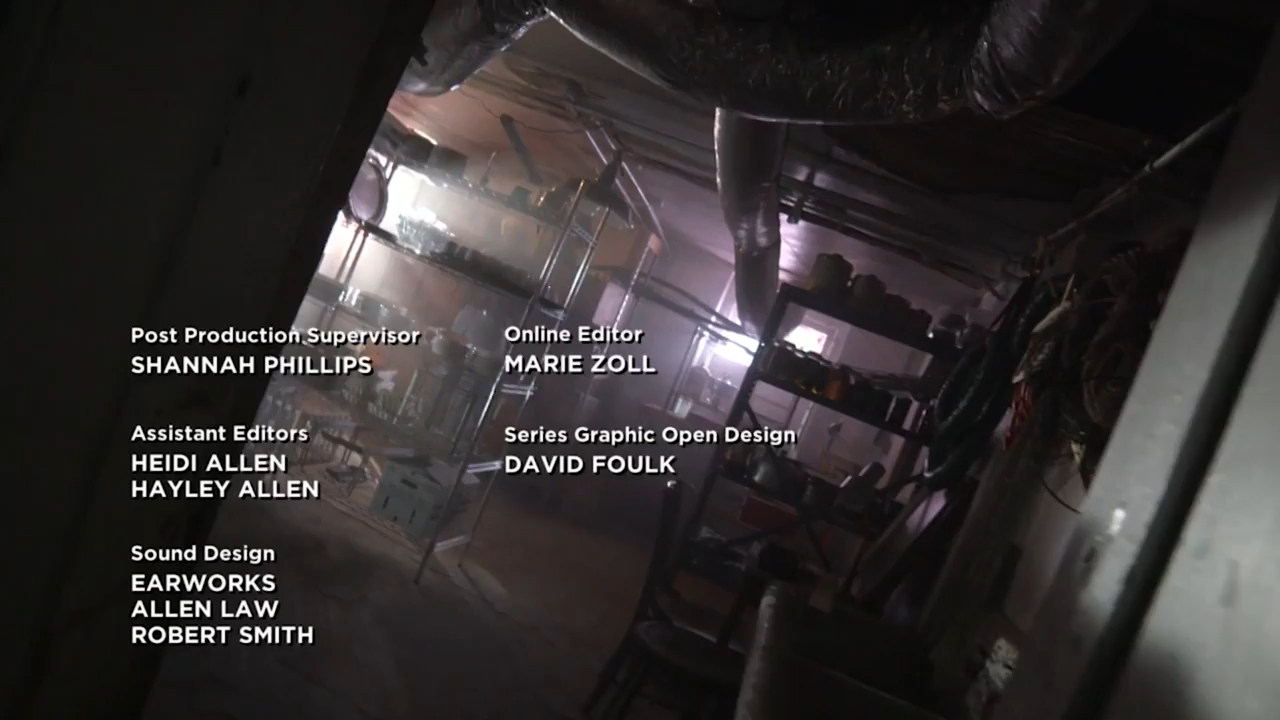 Post Production Supervisor
SHANNAH PHILLIPS
Assistant Editors
HEIDI ALLEN
HAYLEY ALLEN
Sound Design
EARWORKS
ALLEN LAW
ROBERT SMITH
Online Editor
MARIE ZOLL
Series Graphic Open Design
DAVID FOULK